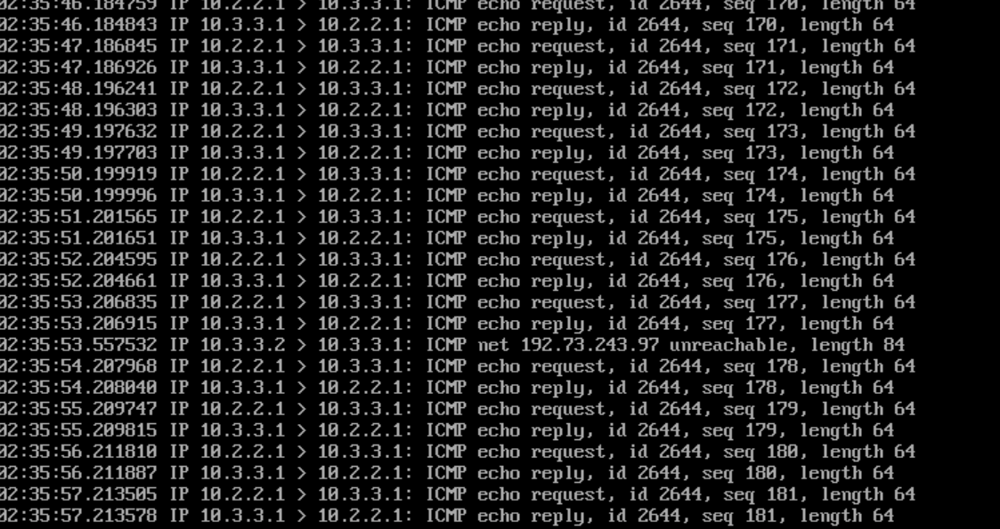 02:35:46.184759 IP 10.2.2.1 > 10.3.3.1: ICMP echo request, id 2644, seq 170, length 64
02:35:46.184843 IP 10.3.3.1 > 10.2.2.1: ICMP echo reply, id 2644, seq 170, length 64
02:35:47.186845 IP 10.2.2.1 > 10.3.3.1: ICMP echo request, id 2644, seq 171, length 64
02:35:47.186926 IP 10.3.3.1 > 10.2.2.1: ICMP echo reply, id 2644, seq 171, length 64
02:35:48.196241 IP 10.2.2.1 > 10.3.3.1: ICMP echo request, id 2644, seq 172, length 64
02:35:48.196303 IP 10.3.3.1 > 10.2.2.1: ICMP echo reply, id 2644, seq 172, length 64
02:35:49.197632 IP 10.2.2.1 > 10.3.3.1: ICMP echo request, id 2644, seq 173, length 64
02:35:49.197703 IP 10.3.3.1 > 10.2.2.1: ICMP echo reply, id 2644, seq 173, length 64
02:35:50.199919 IP 10.2.2.1 > 10.3.3.1: ICMP echo request, id 2644, seq 174, length 64
02:35:50.199996 IP 10.3.3.1 > 10.2.2.1: ICMP echo reply, id 2644, seq 174, length 64
02:35:51.201565 IP 10.2.2.1 > 10.3.3.1: ICMP echo request, id 2644, seq 175, length 64
02:35:51.201651 IP 10.3.3.1 > 10.2.2.1: ICMP echo reply, id 2644, seq 175, length 64
02:35:52.204595 IP 10.2.2.1 > 10.3.3.1: ICMP echo request, id 2644, seq 176, length 64
02:35:52.204661 IP 10.3.3.1 > 10.2.2.1: ICMP echo reply, id 2644, seq 176, length 64
02:35:53.206835 IP 10.2.2.1 > 10.3.3.1: ICMP echo request, id 2644, seq 177, length 64
02:35:53.206915 IP 10.3.3.1 > 10.2.2.1: ICMP echo reply, id 2644, seq 177, length 64
02:35:53.557532 IP 10.3.3.2 > 10.3.3.1: ICMP net 192.73.243.97 unreachable, length 84
02:35:54.207968 IP 10.2.2.1 > 10.3.3.1: ICMP echo request, id 2644, seq 178, length 64
02:35:54.208040 IP 10.3.3.1 > 10.2.2.1: ICMP echo reply, id 2644, seq 178, length 64
02:35:55.209747 IP 10.2.2.1 > 10.3.3.1: ICMP echo request, id 2644, seq 179, length 64
02:35:55.209815 IP 10.3.3.1 > 10.2.2.1: ICMP echo reply, id 2644, seq 179, length 64
02:35:56.211810 IP 10.2.2.1 > 10.3.3.1: ICMP echo request, id 2644, seq 180, length 64
02:35:56.211887 IP 10.3.3.1 > 10.2.2.1: ICMP echo reply, id 2644, seq 180, length 64
02:35:57.213505 IP 10.2.2.1 > 10.3.3.1: ICMP echo request, id 2644, seq 181, length 64
02:35:57.213578 IP 10.3.3.1 > 10.2.2.1: ICMP echo reply, id 2644, seq 181, length 64